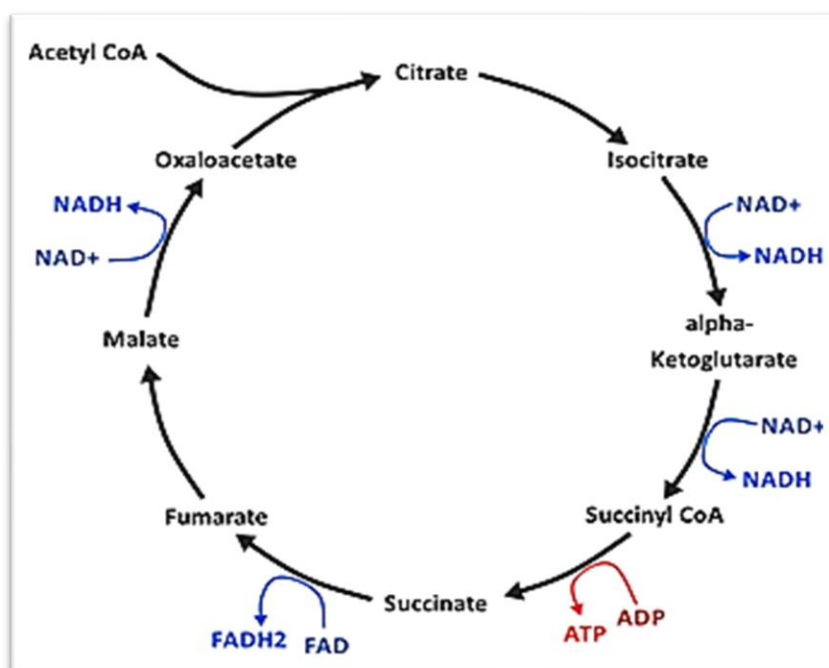 Acetyl CoA
Citrate
Oxaloacetate
Isocitrate
NADH
NAD+
NAD+
NADH
Malate
alpha-
Ketoglutarate
NAD+
NADH
Fumarate
Succinyl CoA
Succinate
FADH2
FAD
ATP
ADP